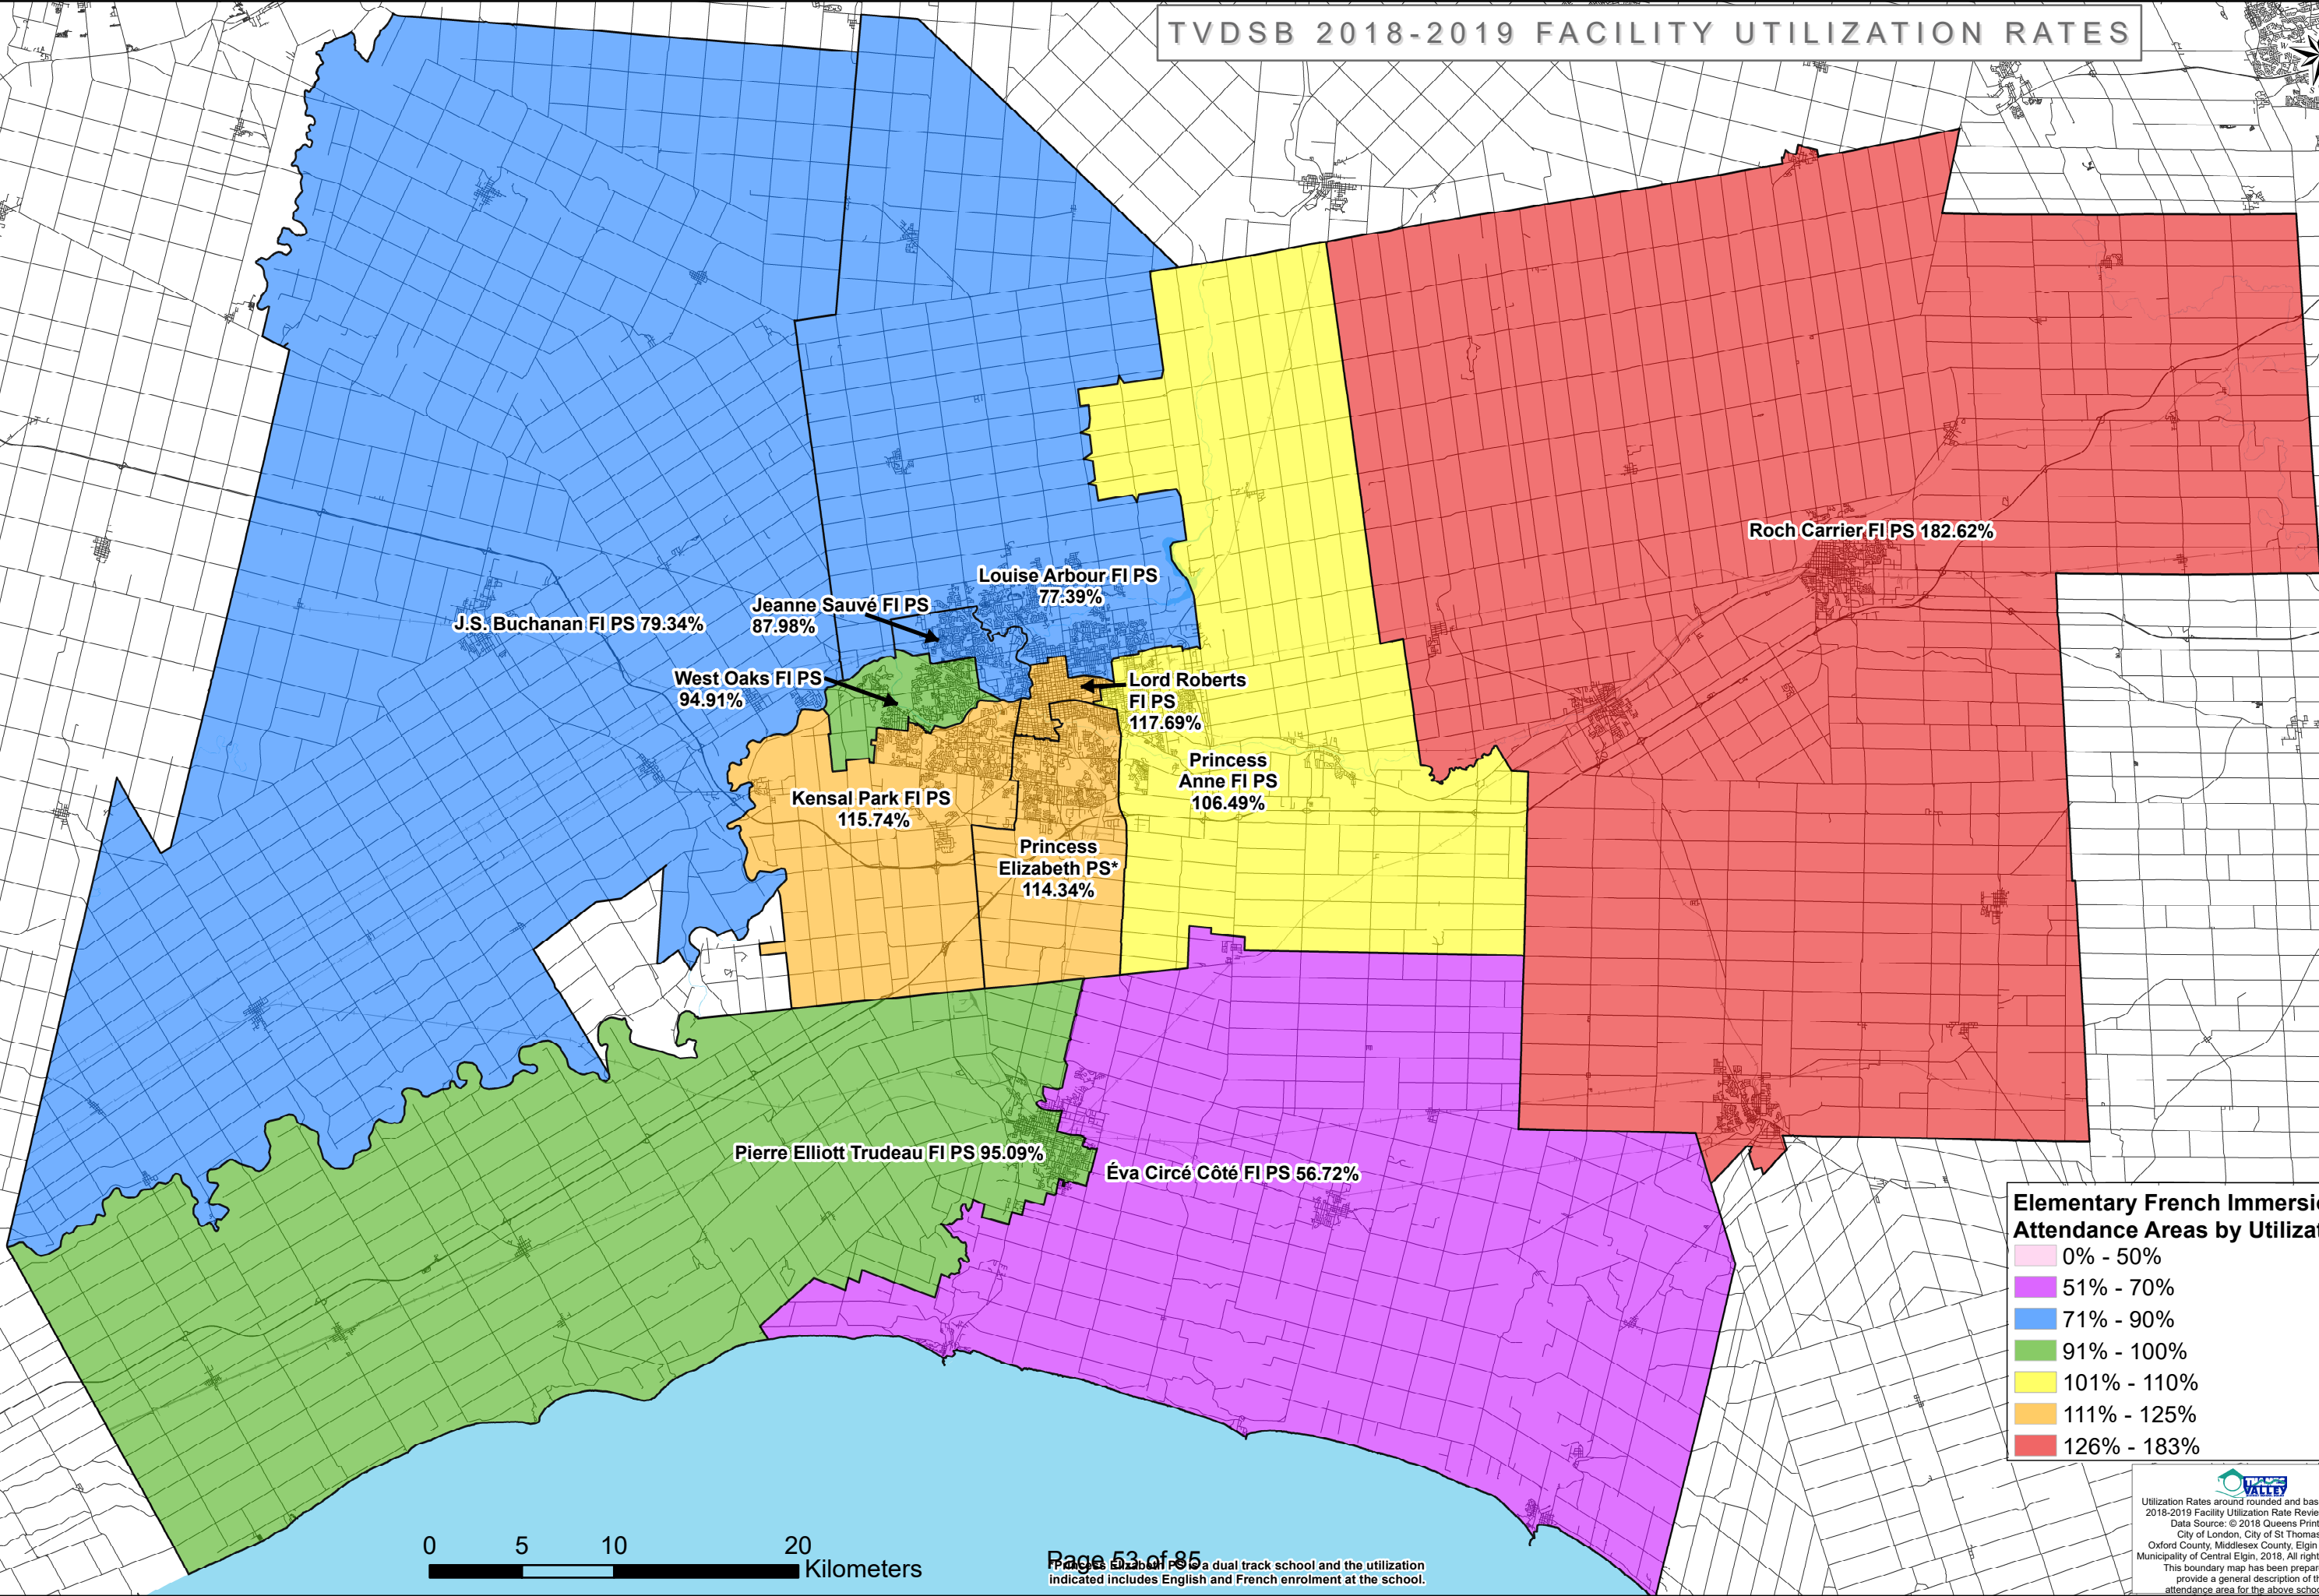 TVDSB 2018-2019 FACILITY UTILIZATION RATES
Roch Carrier FI PS 182.62%
Louise Arbour FI PS
77.39%
Jeanne Sauvé FI PS
87.98%
J.S. Buchanan FI PS 79.34%
West Oaks FI PS
94.91%
Lord Roberts
FI PS
117.69%
Princess
Anne FI PS
106.49%
Kensal Park FI PS
115.74%
Princess
Elizabeth PS*
114.34%
Pierre Elliott Trudeau FI PS 95.09%
Éva Circé Côté FI PS 56.72%
Elementary French Immersi
Attendance Areas by Utiliza
0% - 50%
51% - 70%
71% - 90%
91% - 100%
101% - 110%
111% - 125%
126% - 183%
0 5 10 20
Kilometers
Page 53 of 85
*Princess Elizabeth PS is a dual track school and the utilization
indicated includes English and French enrolment at the school.
VALLEY
Utilization Rates around rounded and bas
2018-2019 Facility Utilization Rate Revie
Data Source: © 2018 Queens Print
City of London, City of St Thomas
Oxford County, Middlesex County, Elgin
Municipality of Central Elgin, 2018, All right
This boundary map has been prepa
provide a general description of th
attendance area for the above scho